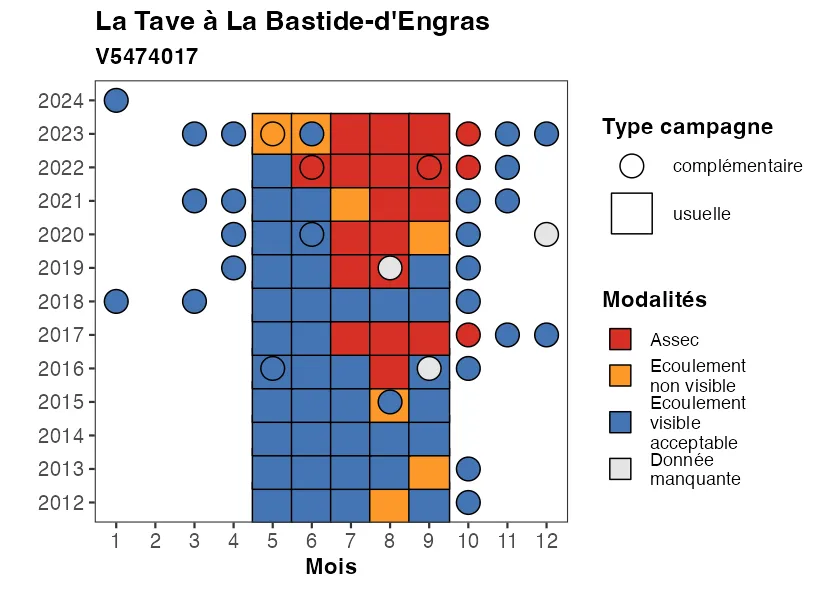 La Tave à La Bastide-d'Engras
V5474017
2024
2023
2022
2021
2020
2019
2018
2017
2016
2015
2014
2013
2012
1 2 3 4 5 6 7 8 9 10 11 12
Mois
Type campagne
complémentaire
usuelle
Modalités
Assec
Ecoulement
non visible
Ecoulement
visible
acceptable
Donnée
manquante